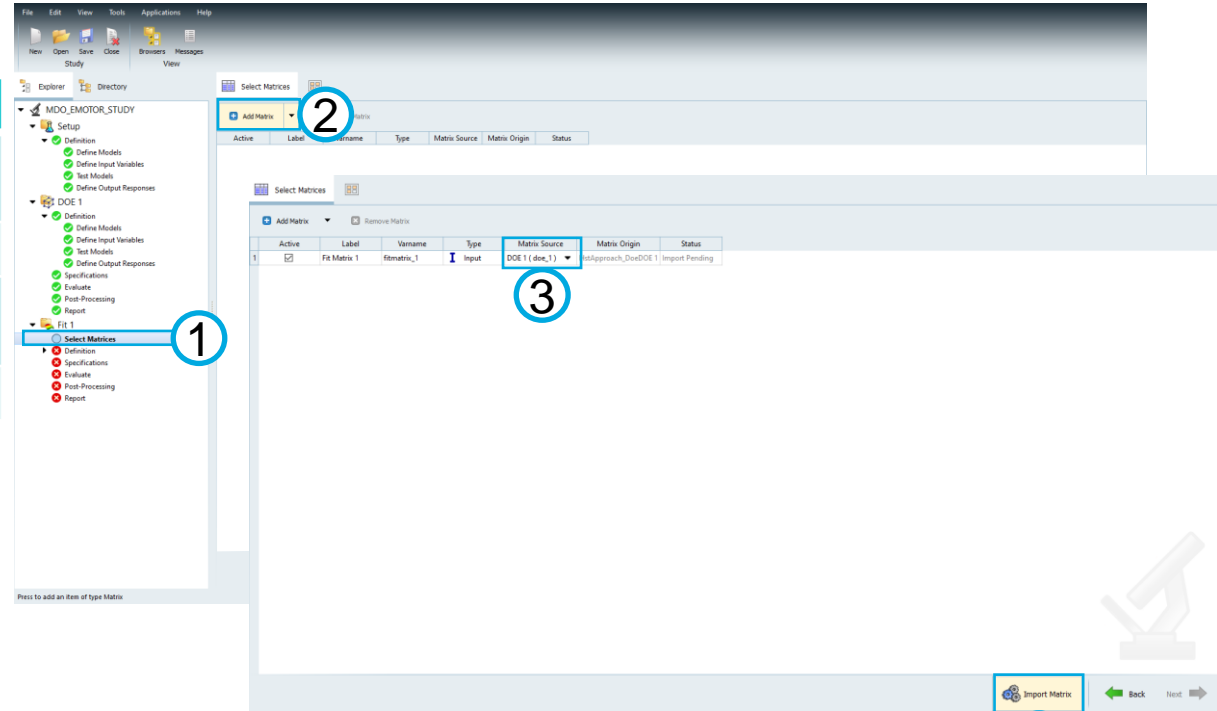 File Edit View Tools Applications Help
New Open Save Close Browsers Messages
Study View
Explorer Directory
Select Matrices
MDO_EMOTOR_STUDY
Setup
Definition
Define Models
Define Input Variables
Test Models
Define Output Responses
DOE 1
Definition
Define Models
Define Input Variables
Test Models
Define Output Responses
Specifications
Evaluate
Post-Processing
Report
Fit 1
Select Matrices
1
Definition
Specifications
Evaluate
Post-Processing
Report
Press to add an item of type Matrix
Add Matrix
2
Matrix
Active Label Varname Type Matrix Source Matrix Origin Status
Select Matrices
Add Matrix Remove Matrix
Active Label Varname Type Matrix Source Matrix Origin Status
1 Fit Matrix 1 fitmatrix_1 I Input DOE 1 ( doe_1 ) Import Pending
3
Import Matrix Back Next